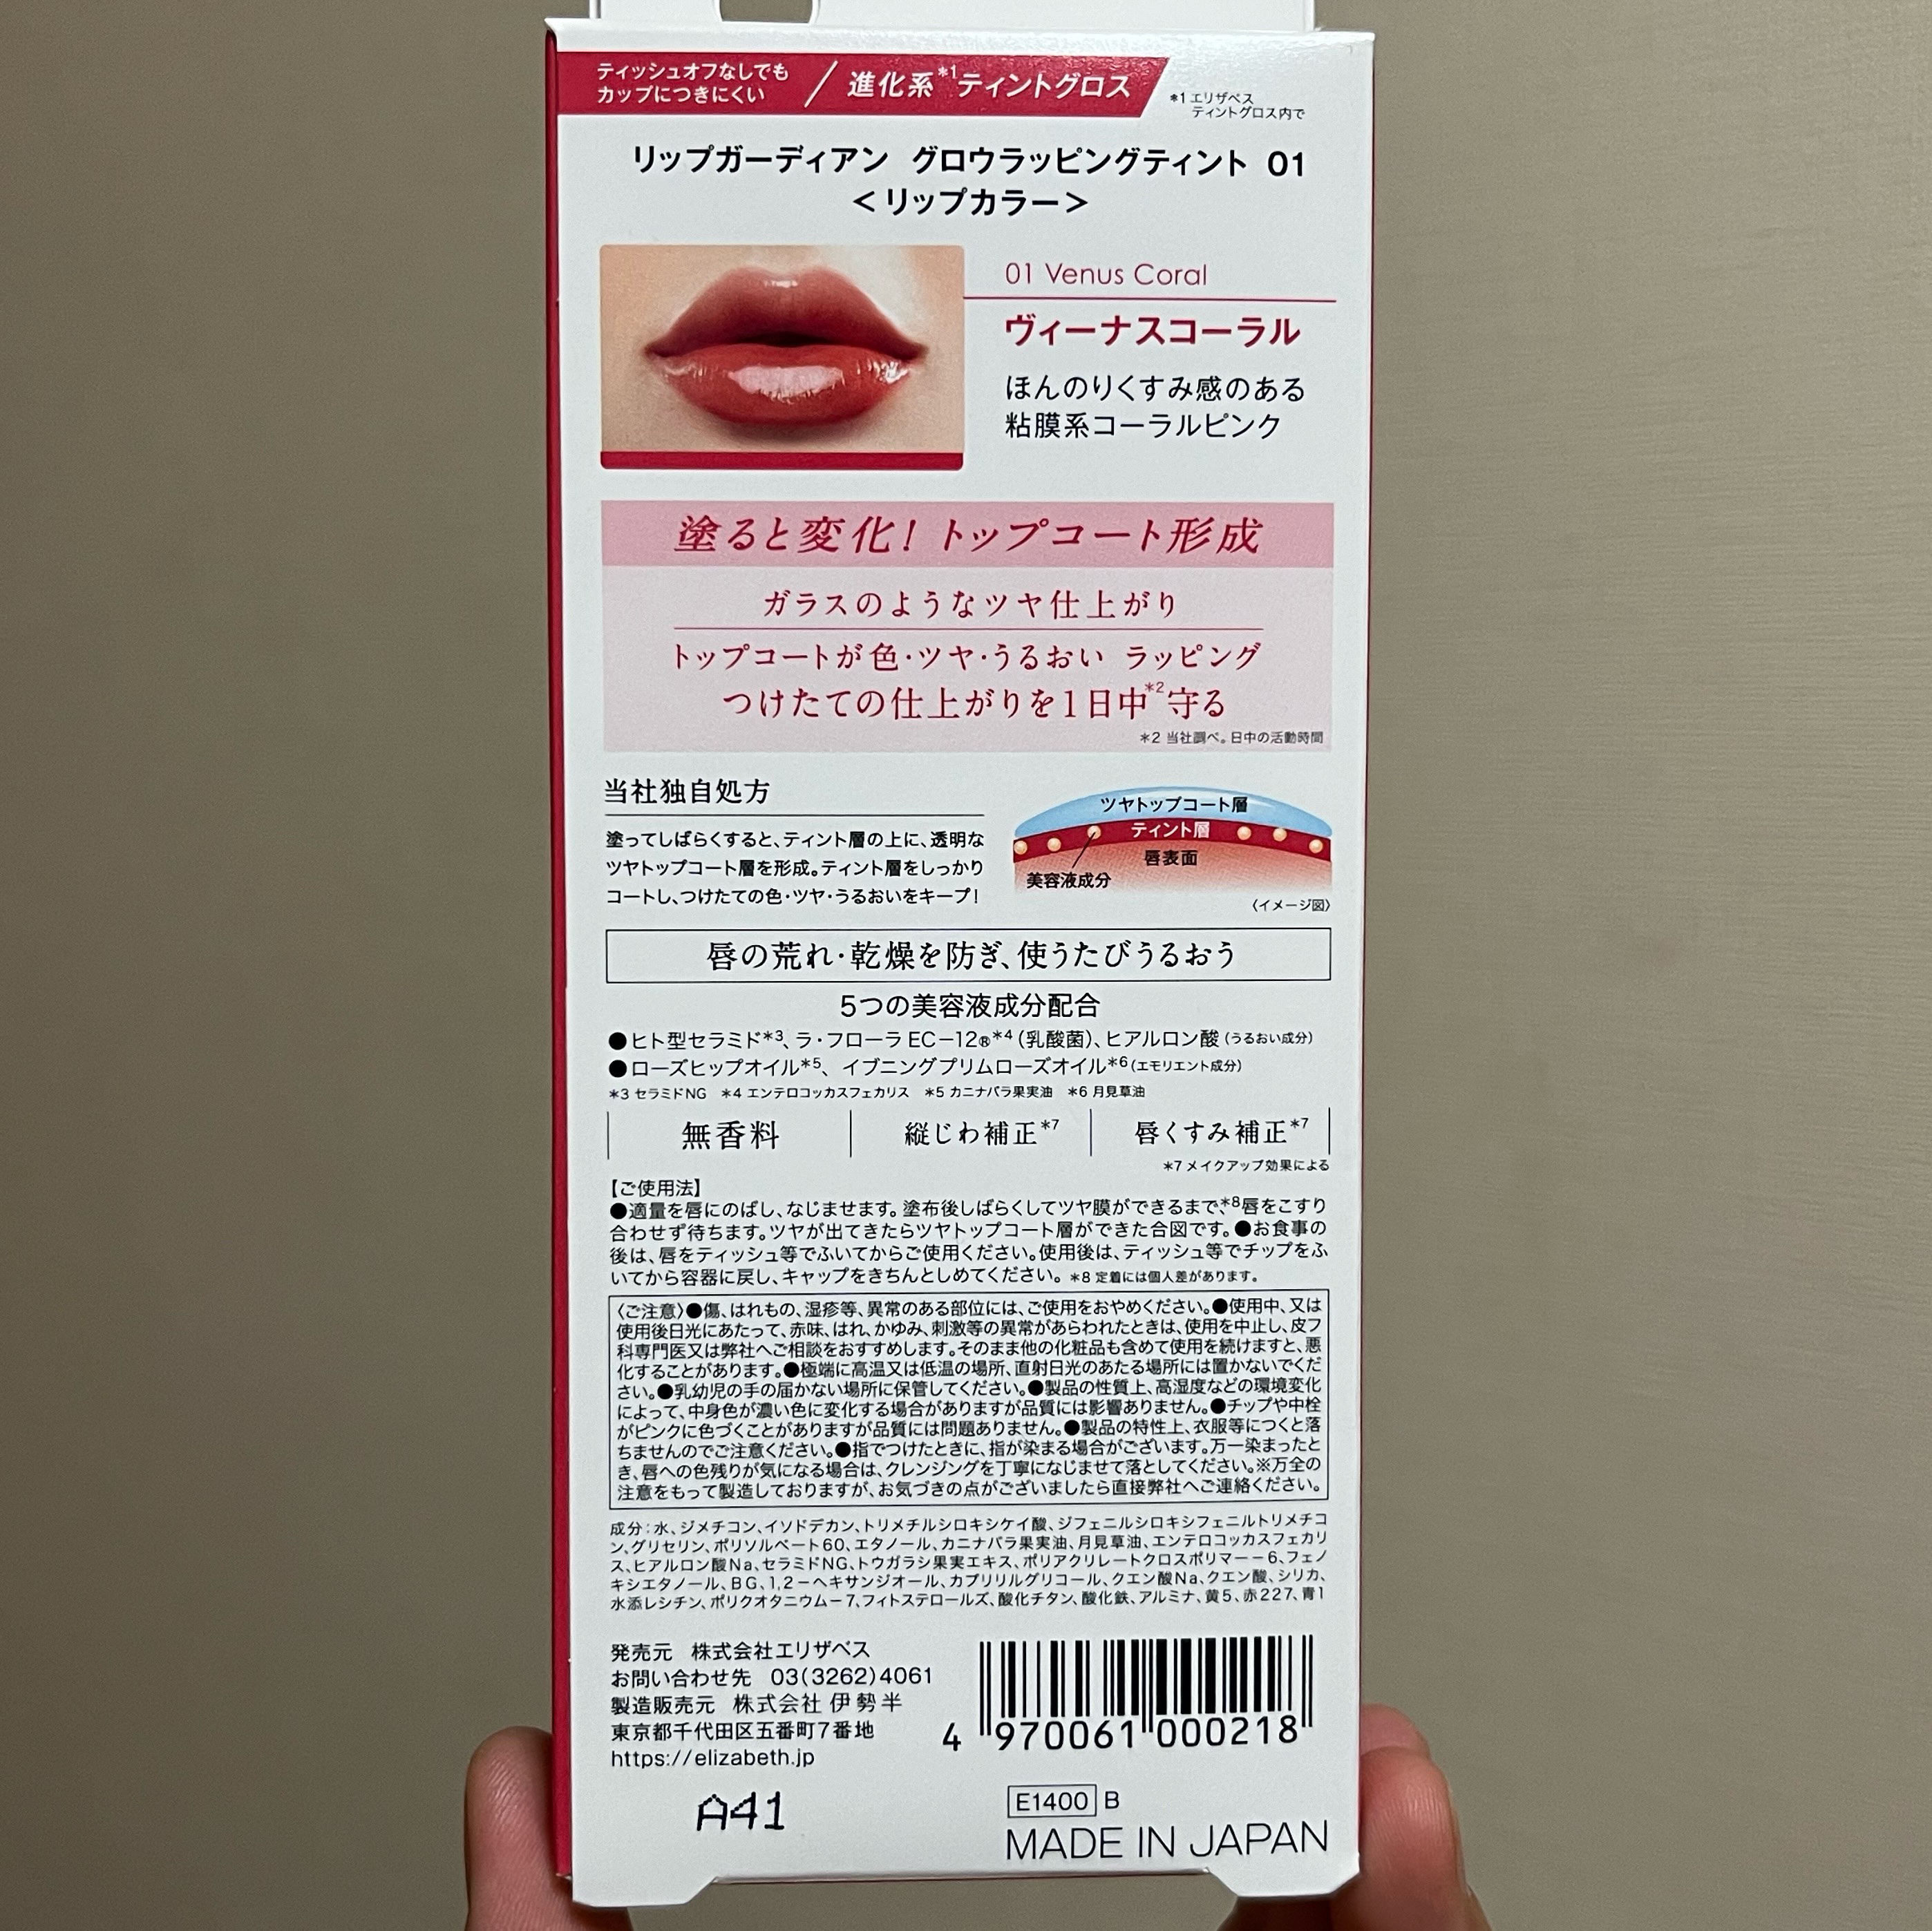 ティッシュオフなしでも
カップにつきにくい
進化系*1ティントグロス
*1 エリザベス
ティントグロス内で
リップガーディアン グロウラッピングティント 01
＜リップカラー＞
01 Venus Coral
ヴィーナスコーラル
ほんのりくすみ感のある
粘膜系コーラルピンク
塗ると変化！トップコート形成
ガラスのようなツヤ仕上がり
トップコートが色・ツヤ・うるおい ラッピング
つけたての仕上がりを1日中*2守る
*2 当社調べ。日中の活動時間
当社独自処方
塗ってしばらくすると、ティント層の上に、透明な
ツヤトップコート層を形成。ティント層をしっかり
コートし、つけたての色・ツヤ・うるおいをキープ！
ツヤトップコート層
ティント層
唇表面
美容液成分
〈イメージ図〉
唇の荒れ・乾燥を防ぎ、使うたびうるおう
5つの美容液成分配合
●ヒト型セラミド*3、ラ・フローラ EC－12®*4（乳酸菌）、ヒアルロン酸（うるおい成分）
●ローズヒップオイル*5、イブニングプリムローズオイル*6（エモリエント成分）
*3 セラミドNG *4 エンテロコッカスフェカリス *5 カニナバラ果実油 *6 月見草油
無香料
縦じわ補正*7
唇くすみ補正*7
*7 メイクアップ効果による
【ご使用法】
●適量を唇にのばし、なじませます。塗布後しばらくしてツヤ膜ができるまで、*8唇をこすり
合わせず待ちます。ツヤが出てきたらツヤトップコート層ができた合図です。●お食事の
後は、唇をティッシュ等でふいてからご使用ください。使用後は、ティッシュ等でチップをふ
いてから容器に戻し、キャップをきちんとしめてください。 *8 定着には個人差があります。
〈ご注意〉●傷、はれもの、湿疹等、異常のある部位には、ご使用をおやめください。●使用中、又は
使用後日光にあたって、赤味、はれ、かゆみ、刺激等の異常があらわれたときは、使用を中止し、皮フ
科専門医又は弊社へご相談をおすすめします。そのまま他の化粧品も含めて使用を続けますと、悪
化することがあります。●極端に高温又は低温の場所、直射日光のあたる場所には置かないでくだ
さい。●乳幼児の手の届かない場所に保管してください。●製品の性質上、高湿度などの環境変化
によって、中身色が濃い色に変化する場合がありますが品質には影響ありません。●チップや中栓
がピンクに色づくことがありますが品質には問題ありません。●製品の特性上、衣服等につくと落
ちませんのでご注意ください。●指でつけたときに、指が染まる場合がございます。万一染まったと
き、唇への色残りが気になる場合は、クレンジングを丁寧になじませて落としてください。※万全の
注意をもって製造しておりますが、お気づきの点がございましたら直接弊社へご連絡ください。
成分：水、ジメチコン、イソドデカン、トリメチルシロキシケイ酸、ジフェニルシロキシフェニルトリメチコ
ン、グリセリン、ポリソルベート60、エタノール、カニナバラ果実油、月見草油、エンテロコッカスフェカリ
ス、ヒアルロン酸Na、セラミドNG、トウガラシ果実エキス、ポリアクリレートクロスポリマー－6、フェノ
キシエタノール、BG、1,2－ヘキサンジオール、カプリリルグリコール、クエン酸Na、クエン酸、シリカ、
水添レシチン、ポリクオタニウム－7、フィトステロールズ、酸化チタン、酸化鉄、アルミナ、黄5、赤227、青1
発売元 株式会社エリザベス
お問い合わせ先 03(3262)4061
製造販売元 株式会社 伊勢半
東京都千代田区五番町7番地
https://elizabeth.jp
4 970061 000218
A41
E1400 B
MADE IN JAPAN